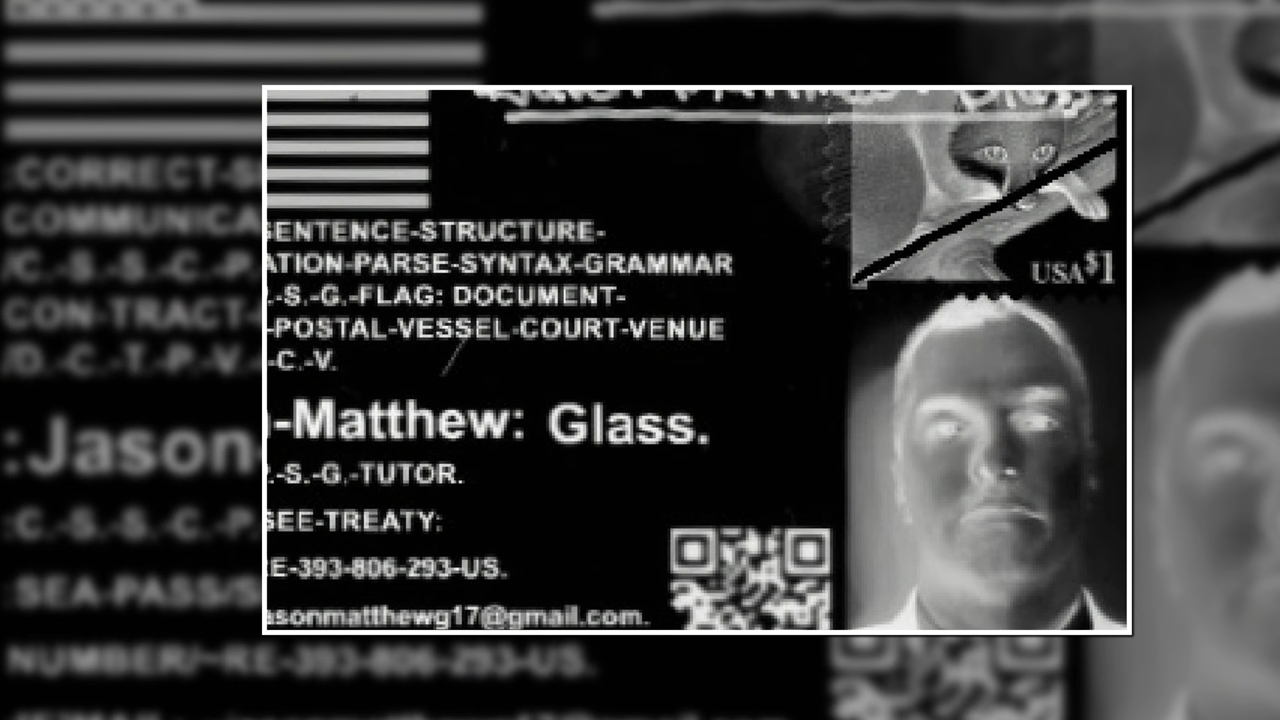 USA$1
SENTENCE-STRUCTURE-
ATION-PARSE-SYNTAX-GRAMMAR
.-S.-G.-FLAG: DOCUMENT-
-POSTAL-VESSEL-COURT-VENUE
-C.-V.
-Matthew: Glass.
.-S.-G.-TUTOR.
GEE-TREATY:
E-393-806-293-US.
asonmatthewg17@gmail.com.
:CORRECT-S
COMMUNICA
/C.-S.-S.-C.-P.
CON-TRACT-
/D.-C.-T.-P.-V.-
:Jason-
:C.-S.-S.-C.-P.
:SEA-PASS/S
NUMBER/~RE-393-806-293-US.